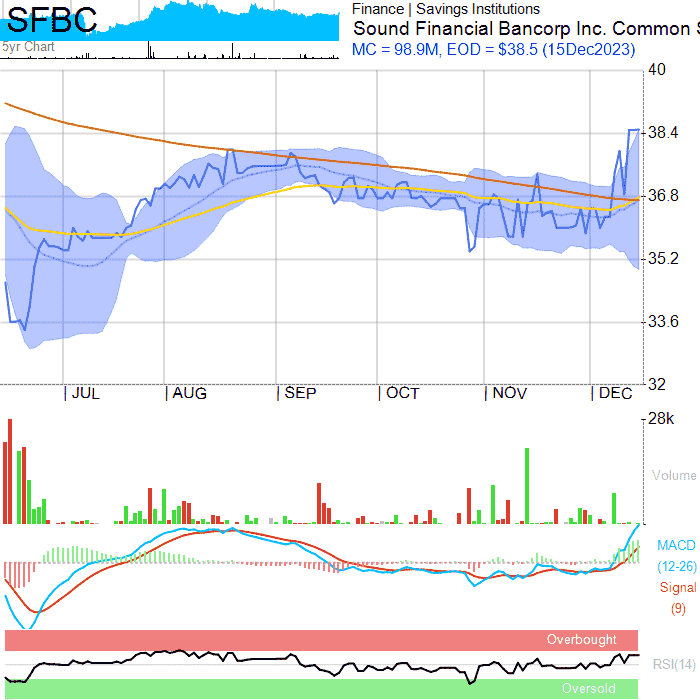 SFBC
5yr Chart
Finance | Savings Institutions
Sound Financial Bancorp Inc. Common S
MC = 98.9M, EOD = $38.5 (15Dec2023)
40
38.4
36.8
35.2
33.6
32
JUL
AUG
SEP
OCT
NOV
DEC
28k
Volume
MACD
(12-26)
Signal
(9)
Overbought
RSI(14)
Oversold